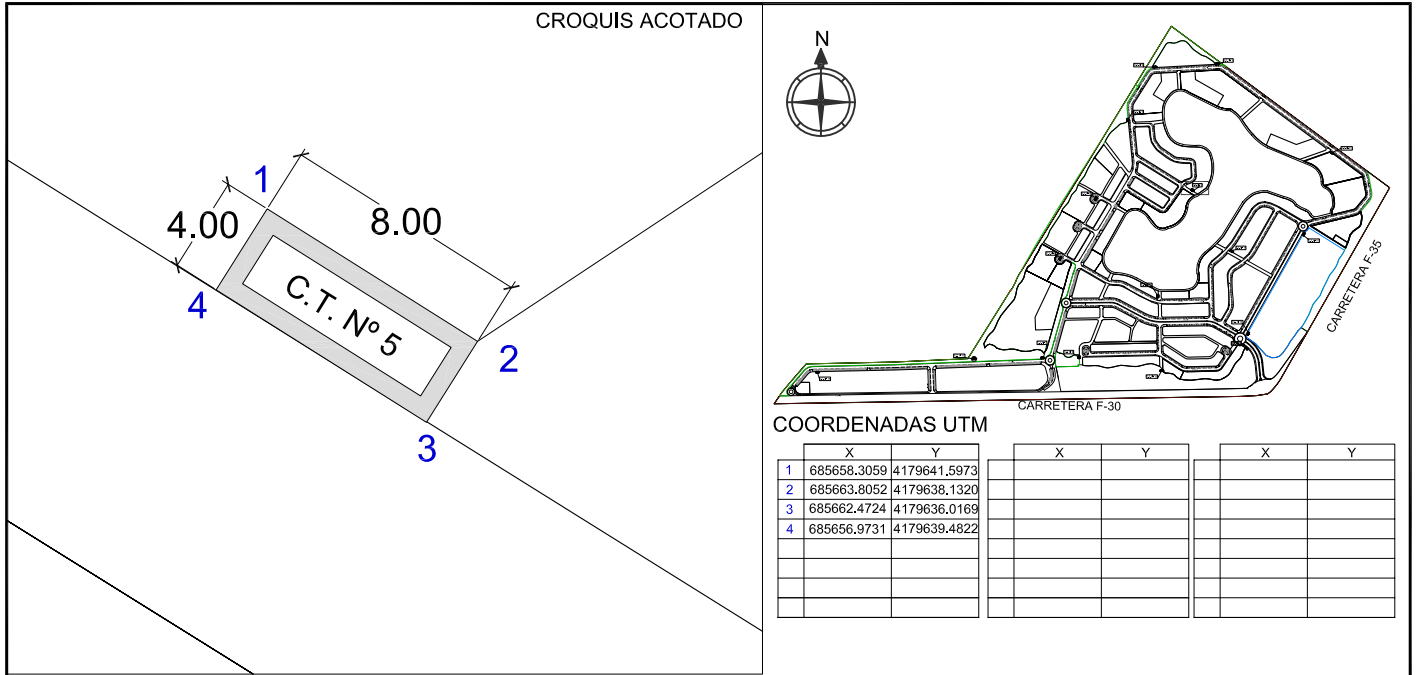 CROQUIS ACOTADO
1
4.00
8.00
C.T. Nº 5
4
2
3
N
CARRETERA F-35
CARRETERA F-30
COORDENADAS UTM
X Y X Y X Y
1 685658.3059 4179641.5973
2 685663.8052 4179638.1320
3 685662.4724 4179636.0169
4 685656.9731 4179639.4822